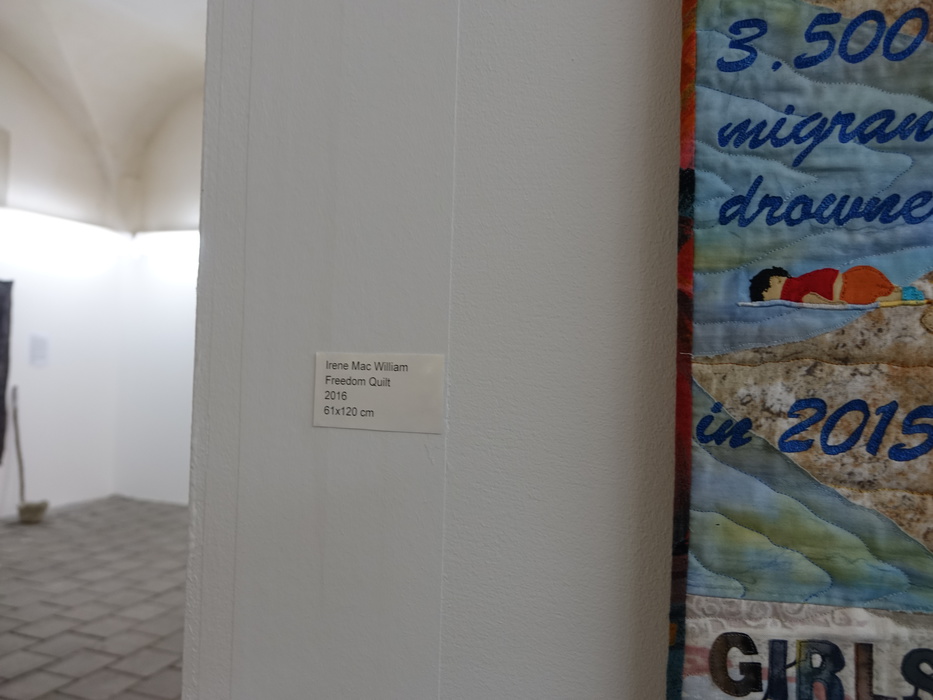 Irene Mac William
Freedom Quilt
2016
61x120 cm
3.500
migran
drowne
in 2015
GIRLS